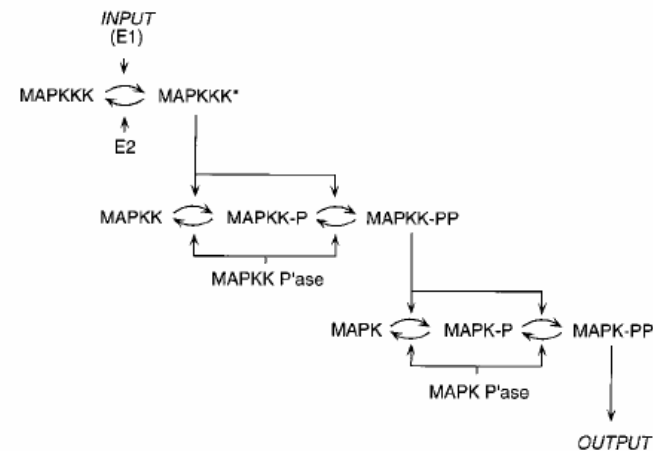 INPUT
(E1)
MAPKKK MAPKKK*
E2
MAPKK MAPKK-P MAPKK-PP
MAPKK P'ase
MAPK MAPK-P MAPK-PP
MAPK P'ase
OUTPUT